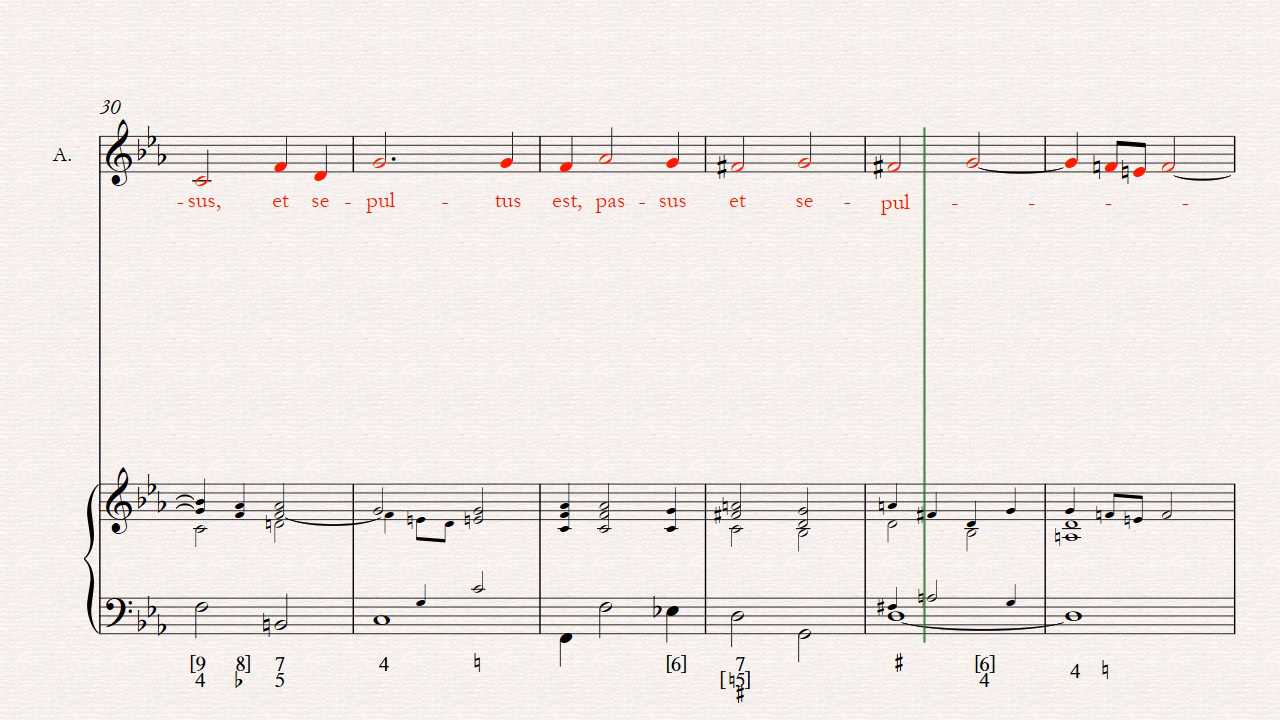 30
A.
- sus, et se - pul - tus est, pas - sus et se - pul - - - -
[9 8] 7 4 ♮ [6] 7 ♯ [6] 4 ♮
4 ♭ 5 [♮5] 4
♯